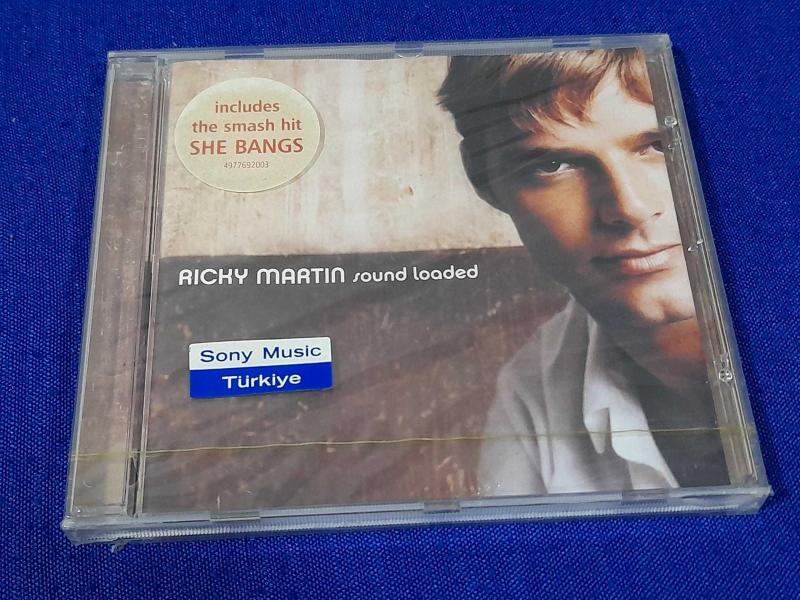 includes
the smash hit
SHE BANGS
4977692003
RICKY MARTIN sound loaded
Sony Music
Türkiye